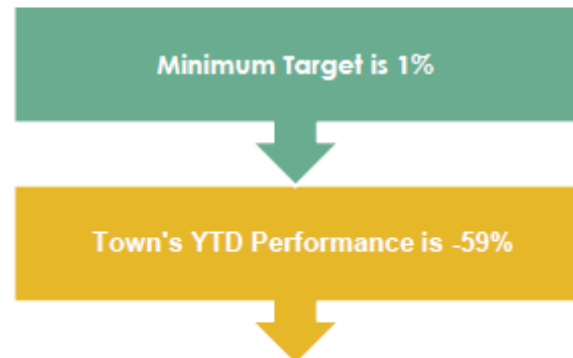 Minimum Target is 1%
Town's YTD Performance is -59%